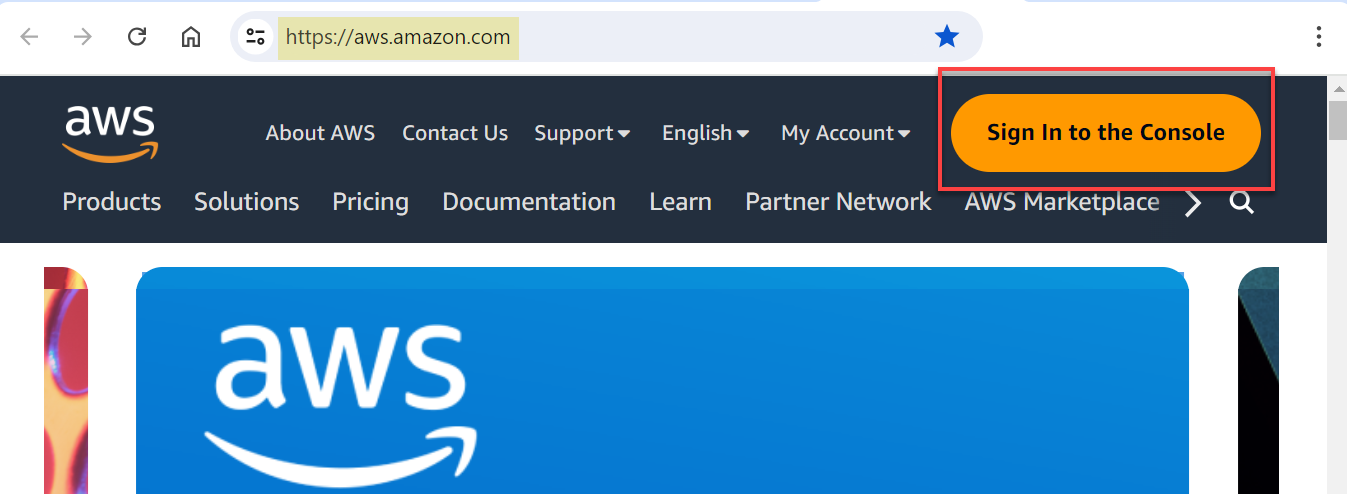 https://aws.amazon.com
aws
About AWS Contact Us Support English My Account Sign In to the Console
Products Solutions Pricing Documentation Learn Partner Network AWS Marketplace
aws